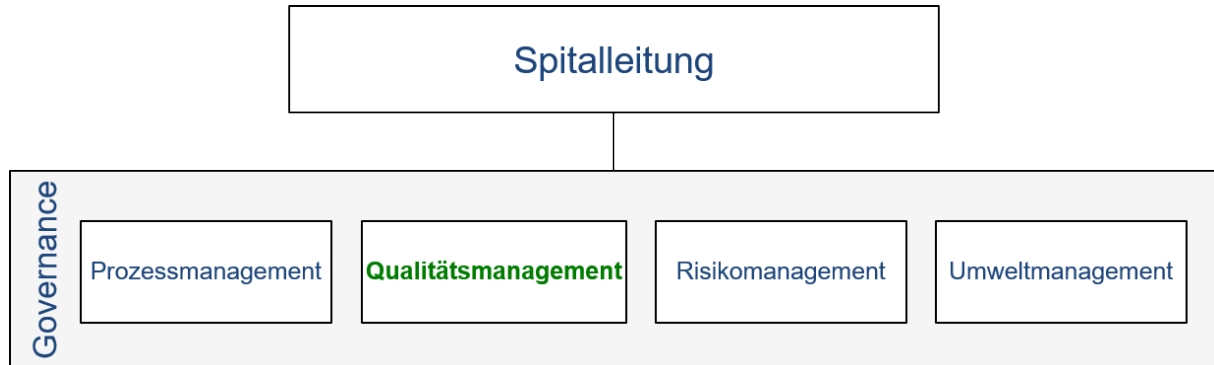 Spitalleitung
Governance
Prozessmanagement
Qualitätsmanagement
Risikomanagement
Umweltmanagement